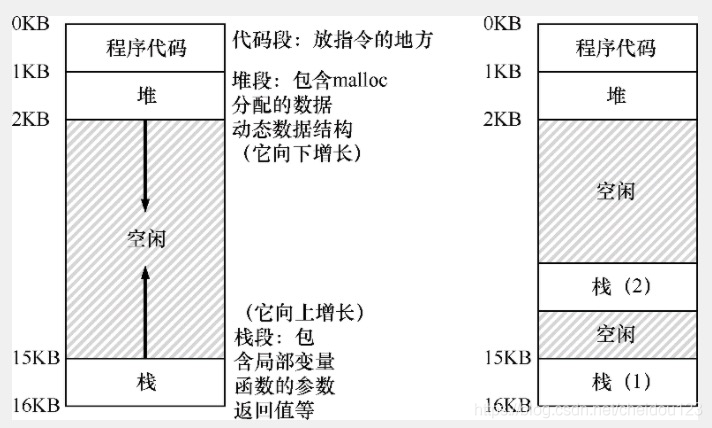 0KB
程序代码
1KB
堆
2KB
空闲
15KB
栈
16KB
代码段：放指令的地方
堆段：包含malloc
分配的数据
动态数据结构
（它向下增长）
（它向上增长）
栈段：包
含局部变量
函数的参数
返回值等
0KB
程序代码
1KB
堆
2KB
空闲
栈（2）
空闲
15KB
栈（1）
16KB
https://blog.csdn.net/cheidou123